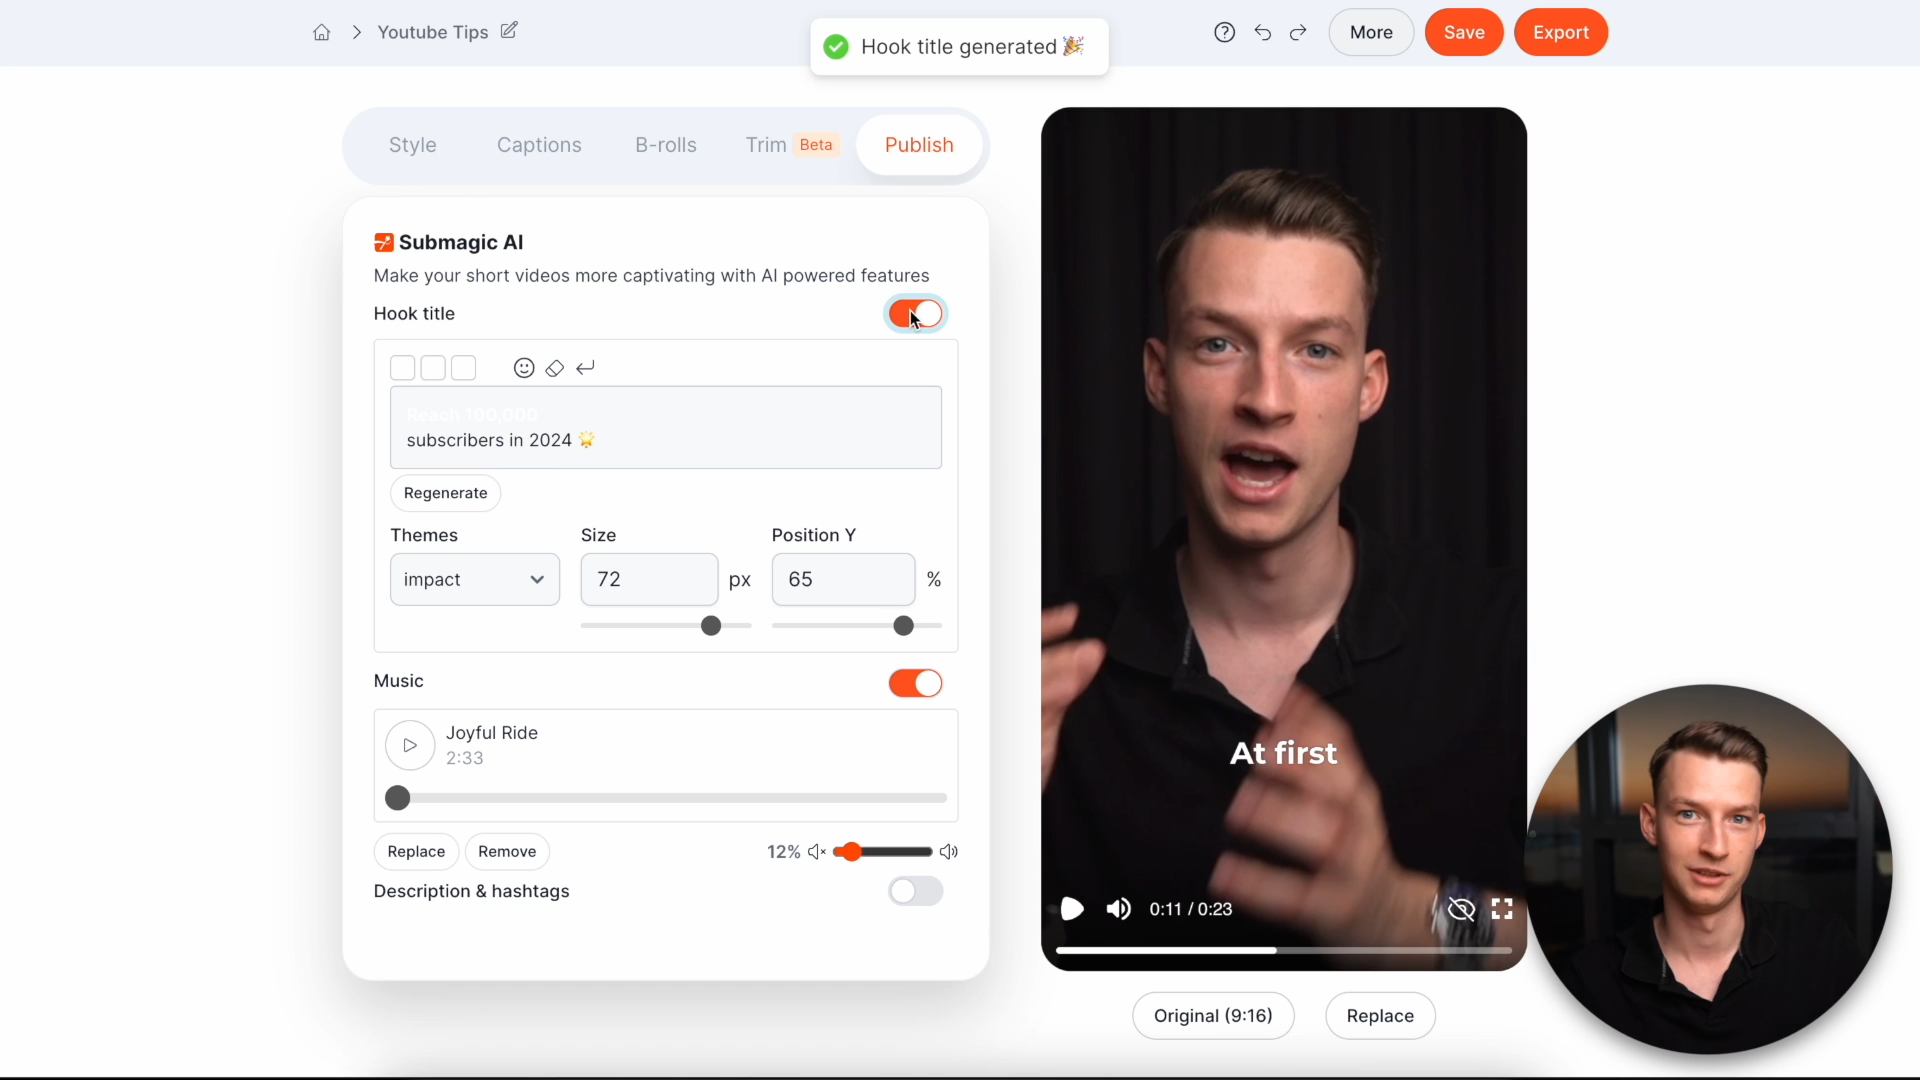 Youtube Tips
Hook title generated 🎉
More
Save
Export
Style
Captions
B-rolls
Trim Beta
Publish
Submagic AI
Make your short videos more captivating with AI powered features
Hook title
Reach 100,000
subscribers in 2024 🌟
Regenerate
Themes
Size
Position Y
impact
72
px
65
%
Music
Joyful Ride
2:33
Replace
Remove
12%
Description & hashtags
At first
0:11 / 0:23
Original (9:16)
Replace